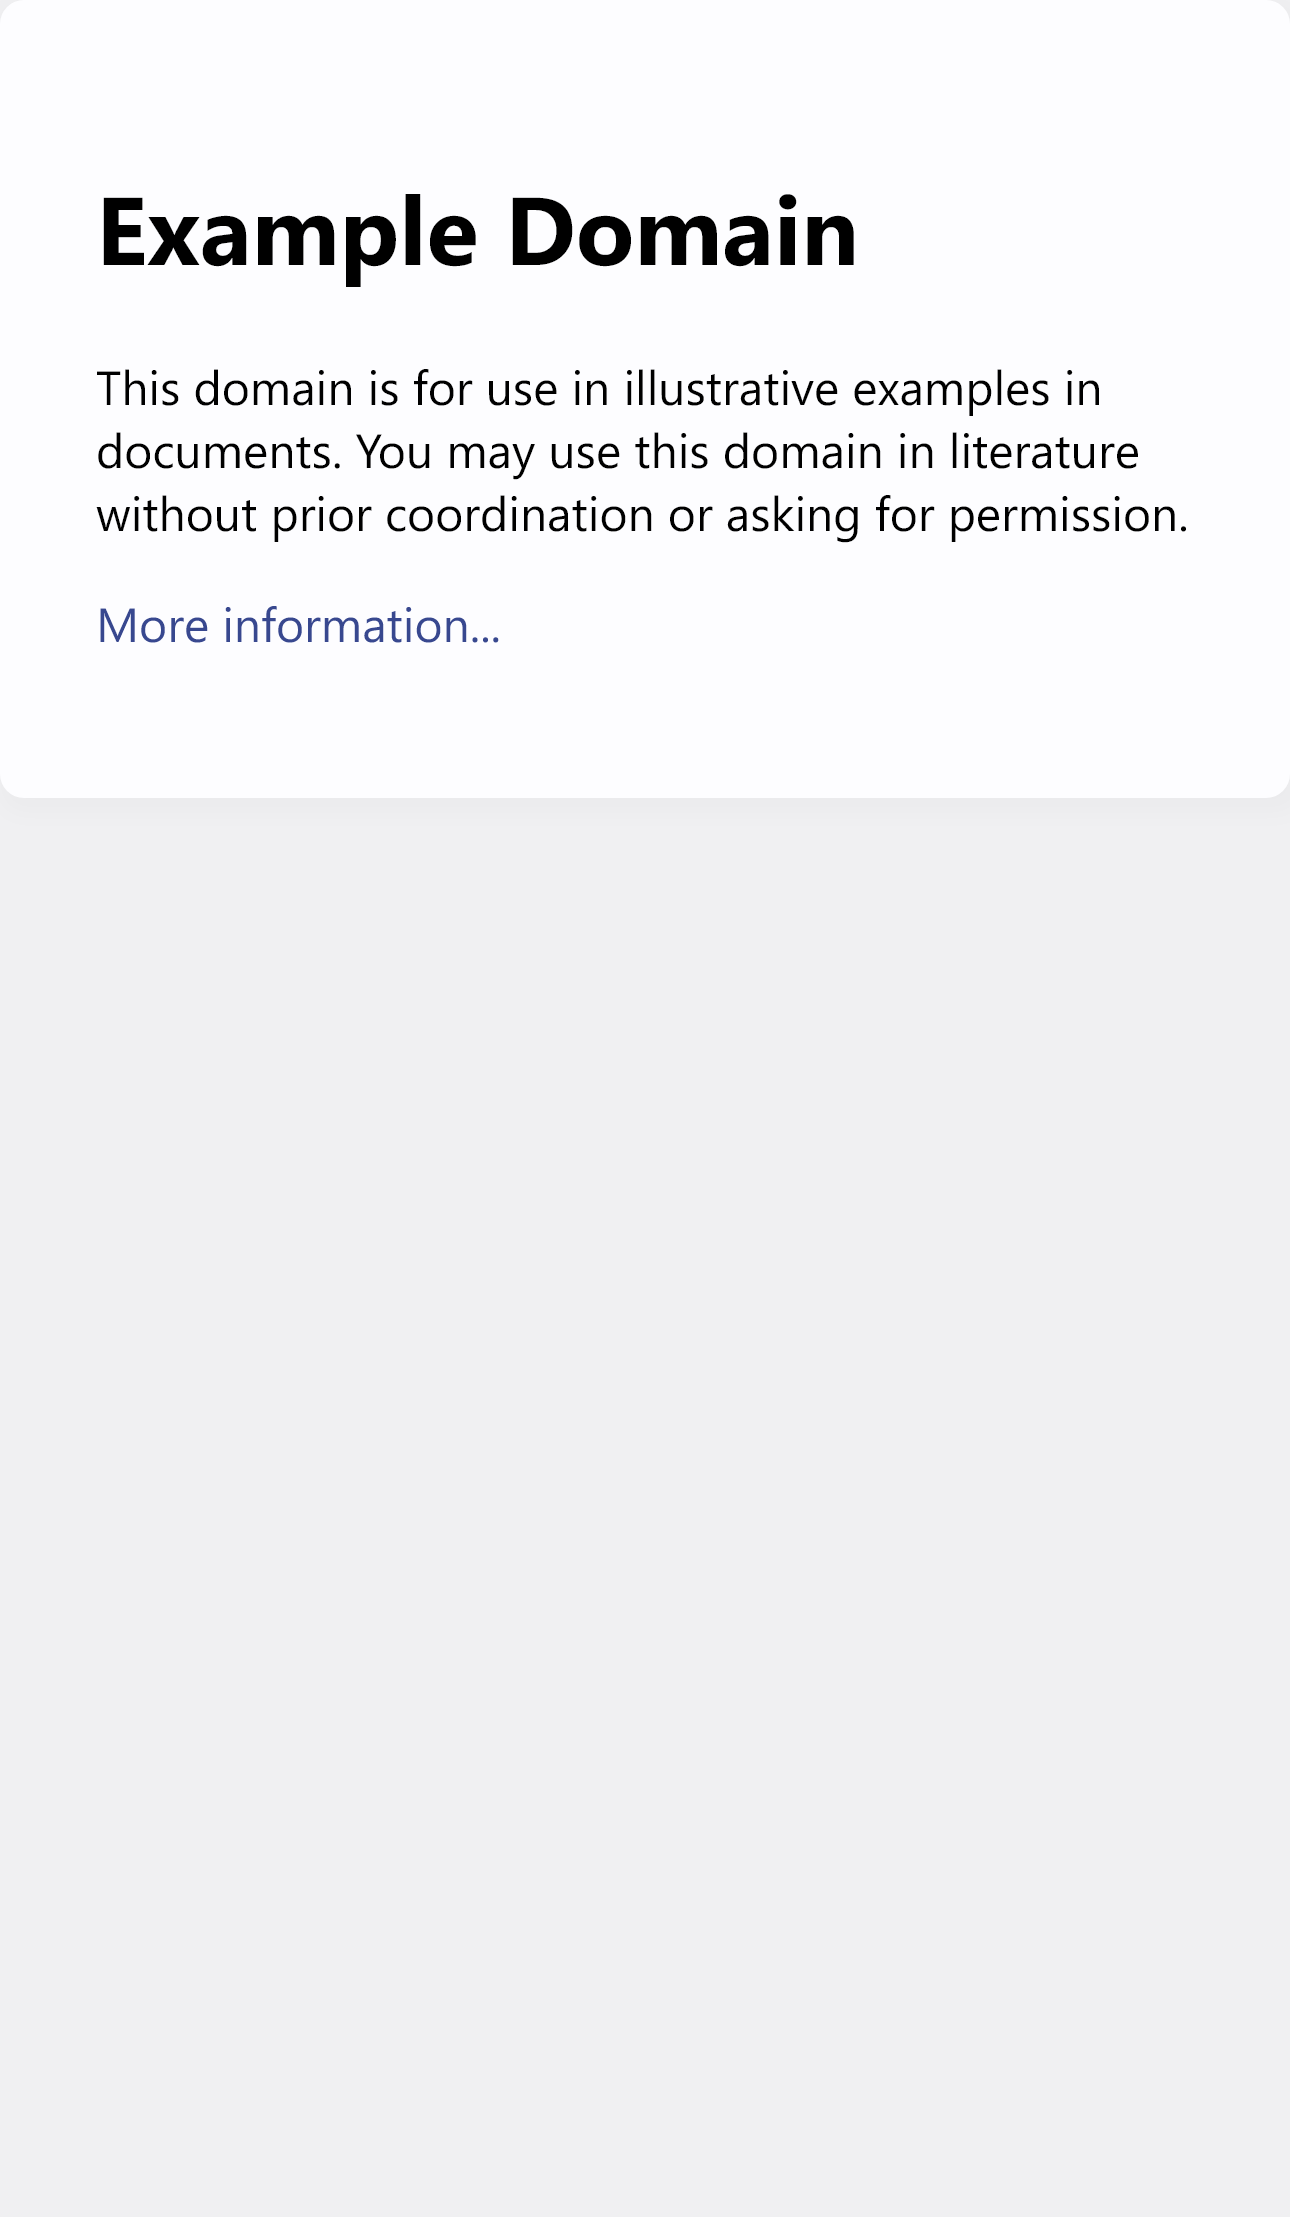 Example Domain
This domain is for use in illustrative examples in
documents. You may use this domain in literature
without prior coordination or asking for permission.
More information...